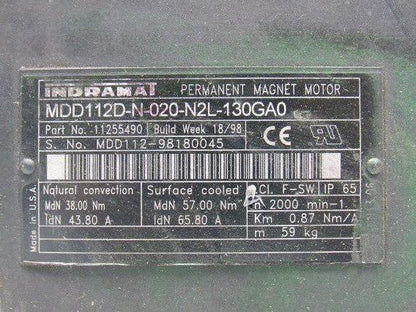 INDRAMAT PERMANENT MAGNET MOTOR
MDD112D-N-020-N2L-130GA0
Part No. 11255490 Build Week 18/98
S. No. MDD112-98180045
CE
Natural convection Surface cooled Cl. F-SW IP 65
MdN 38.00 Nm MdN 57.00 Nm n 2000 min-1
IdN 43.80 A IdN 65.80 A Km 0.87 Nm/A
m 59 kg
Made in U.S.A.